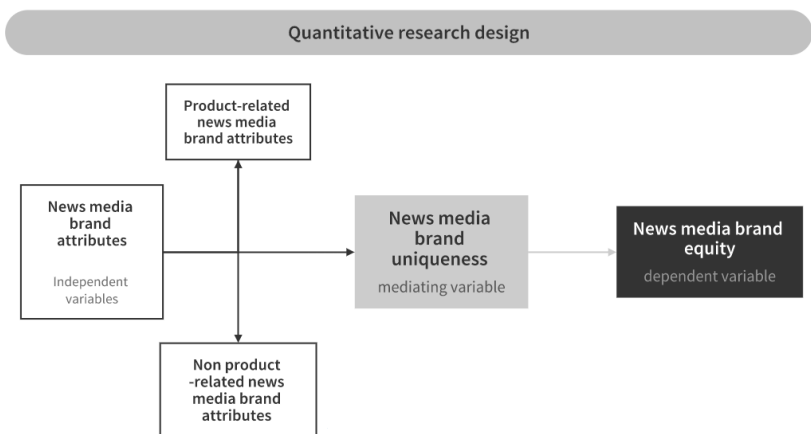 Quantitative research design
Product-related
news media
brand attributes
News media
brand
attributes
Independent
variables
News media
brand
uniqueness
mediating variable
News media brand
equity
dependent variable
Non product
-related news
media brand
attributes